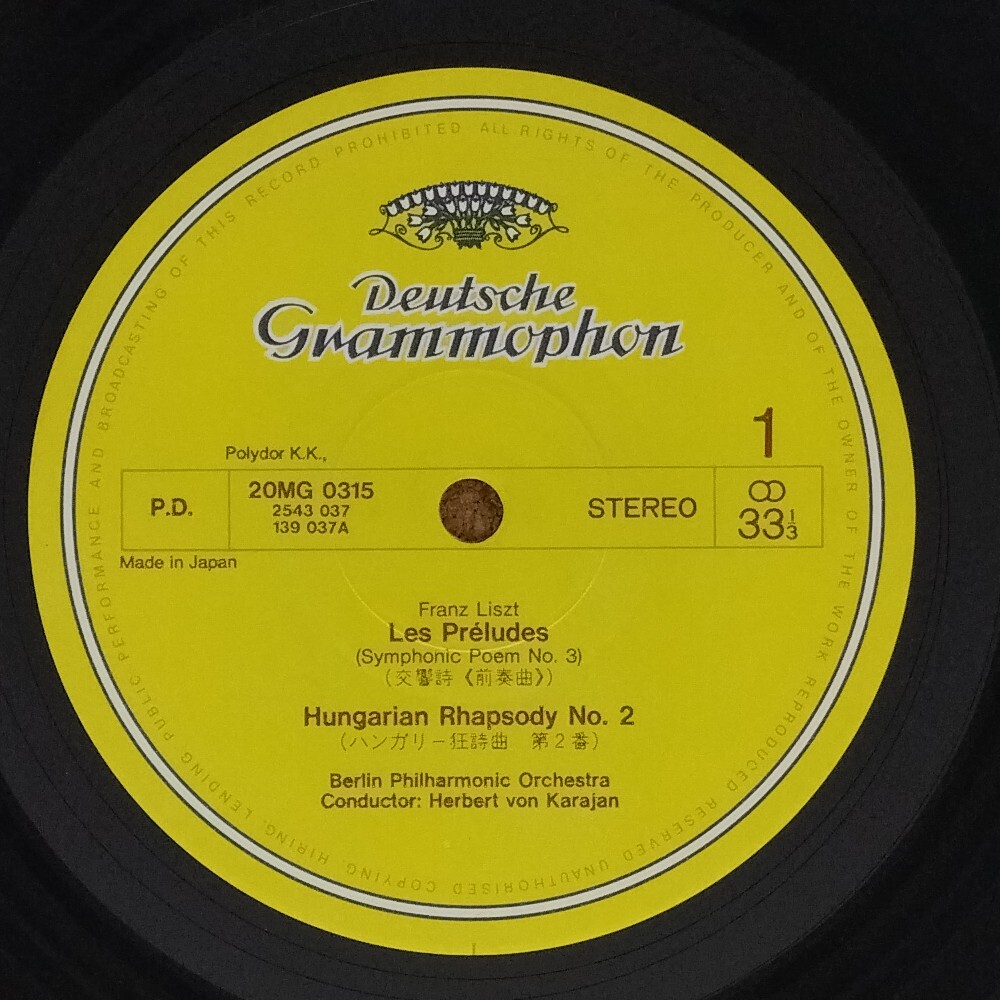 Deutsche
Grammophon
1
Polydor K.K.,
P.D.
20MG 0315
2543 037
139 037A
STEREO
33 1/3
Made in Japan
Franz Liszt
Les Préludes
(Symphonic Poem No. 3)
(交響詩《前奏曲》)
Hungarian Rhapsody No. 2
(ハンガリー狂詩曲　第2番)
Berlin Philharmonic Orchestra
Conductor: Herbert von Karajan
ALL RIGHTS OF THE PRODUCER AND OF THE OWNER OF THE WORK REPRODUCED RESERVED UNAUTHORISED COPYING, HIRING, LENDING, PUBLIC PERFORMANCE AND BROADCASTING OF THIS RECORD PROHIBITED